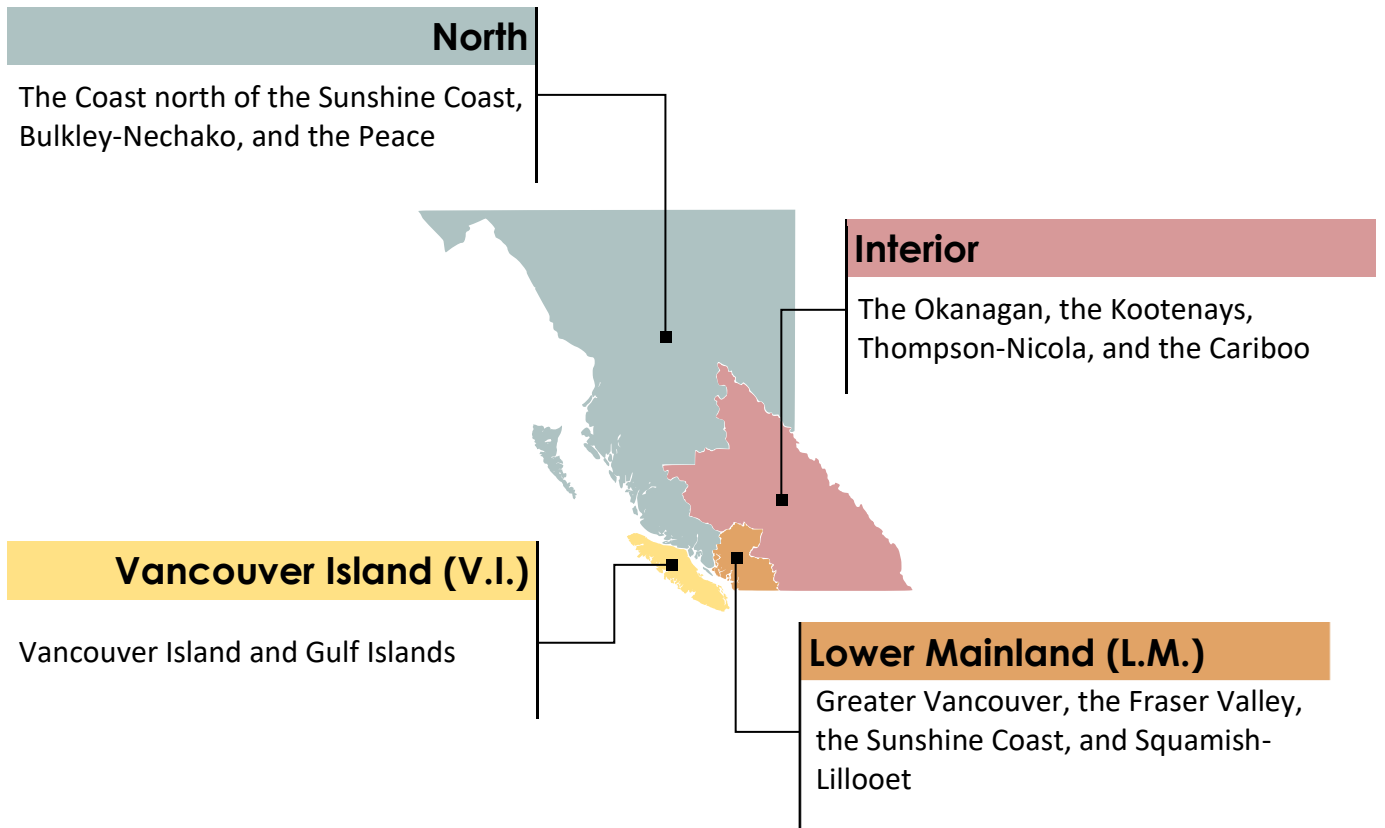 North
The Coast north of the Sunshine Coast,
Bulkley-Nechako, and the Peace
Interior
The Okanagan, the Kootenays,
Thompson-Nicola, and the Cariboo
Vancouver Island (V.I.)
Vancouver Island and Gulf Islands
Lower Mainland (L.M.)
Greater Vancouver, the Fraser Valley,
the Sunshine Coast, and Squamish-
Lillooet